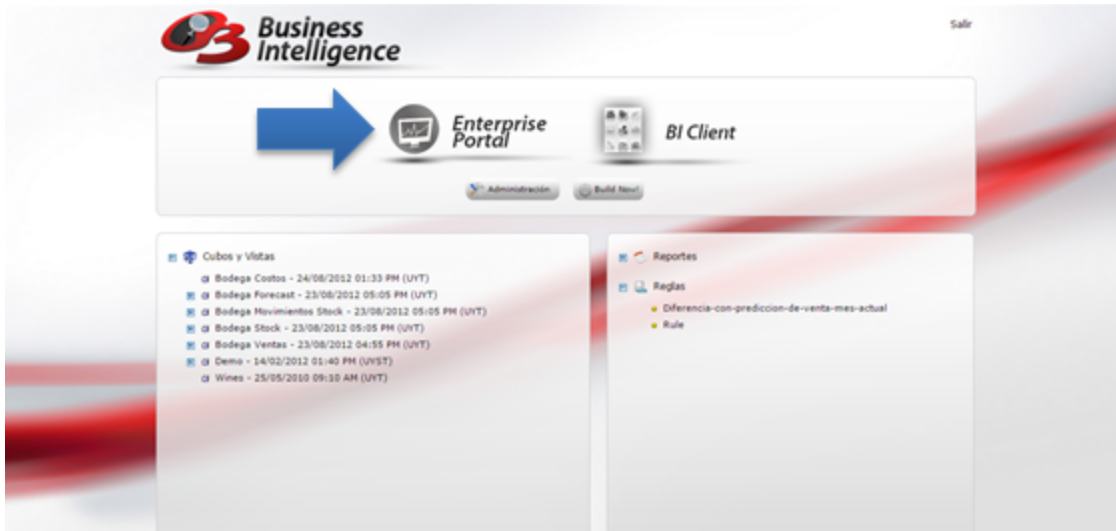 O3 Business
Intelligence
Salir
Enterprise
Portal
BI Client
Administración
Build Now!
Cubos y Vistas
Bodega Costos - 24/08/2012 01:33 PM (UYT)
Bodega Forecast - 23/08/2012 05:05 PM (UYT)
Bodega Movimientos Stock - 23/08/2012 05:05 PM (UYT)
Bodega Stock - 23/08/2012 05:05 PM (UYT)
Bodega Ventas - 23/08/2012 04:55 PM (UYT)
Demo - 14/02/2012 01:40 PM (UYST)
Wines - 25/05/2010 09:10 AM (UYT)
Reportes
Reglas
Diferencia-con-prediccion-de-venta-mes-actual
Rule